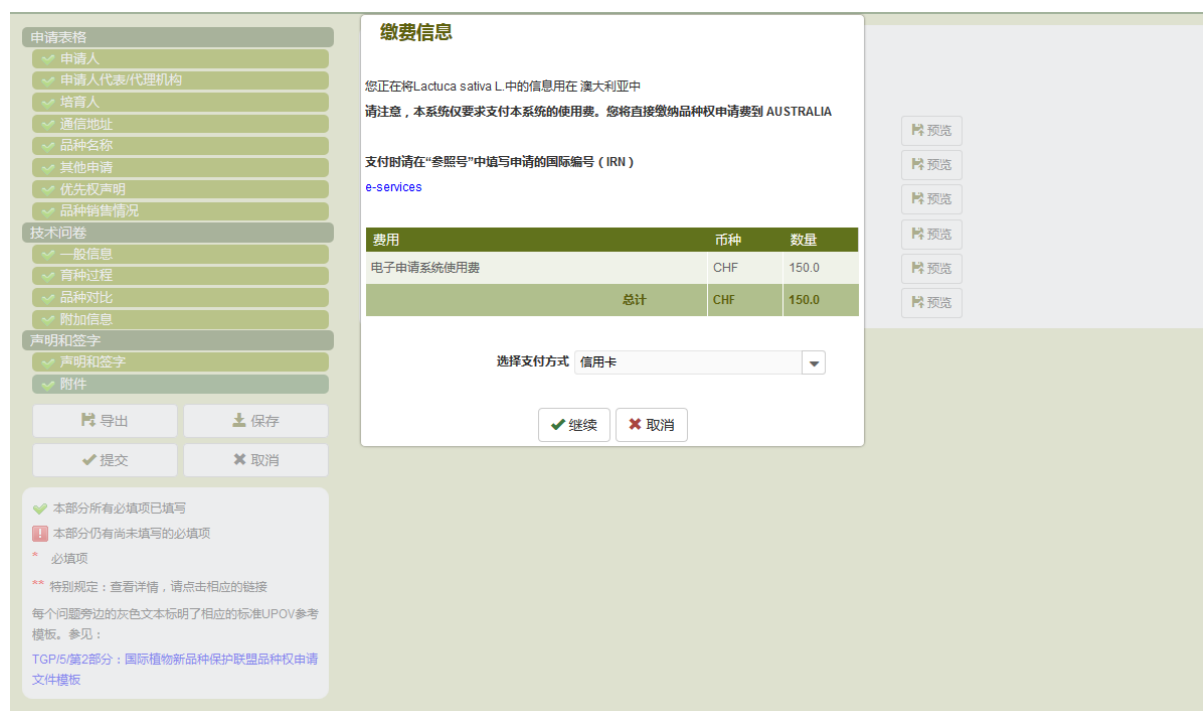 申请表格
申请人
申请人代表/代理机构
培育人
通信地址
品种名称
其他申请
优先权声明
品种销售情况
技术问卷
一般信息
育种过程
品种对比
附加信息
声明和签字
声明和签字
附件
导出
保存
提交
取消
本部分所有必填项已填写
本部分仍有尚未填写的必填项
* 必填项
** 特别规定：查看详情，请点击相应的链接
每个问题旁边的灰色文本标明了相应的标准UPOV参考
模板。参见：
TGP/5/第2部分：国际植物新品种保护联盟品种权申请
文件模板
缴费信息
您正在将Lactuca sativa L.中的信息用在 澳大利亚中
请注意，本系统仅要求支付本系统的使用费。您将直接缴纳品种权申请费到 AUSTRALIA
支付时请在“参照号”中填写申请的国际编号（IRN）
e-services
费用 币种 数量
电子申请系统使用费 CHF 150.0
总计 CHF 150.0
选择支付方式 信用卡
继续 取消
预览
预览
预览
预览
预览
预览